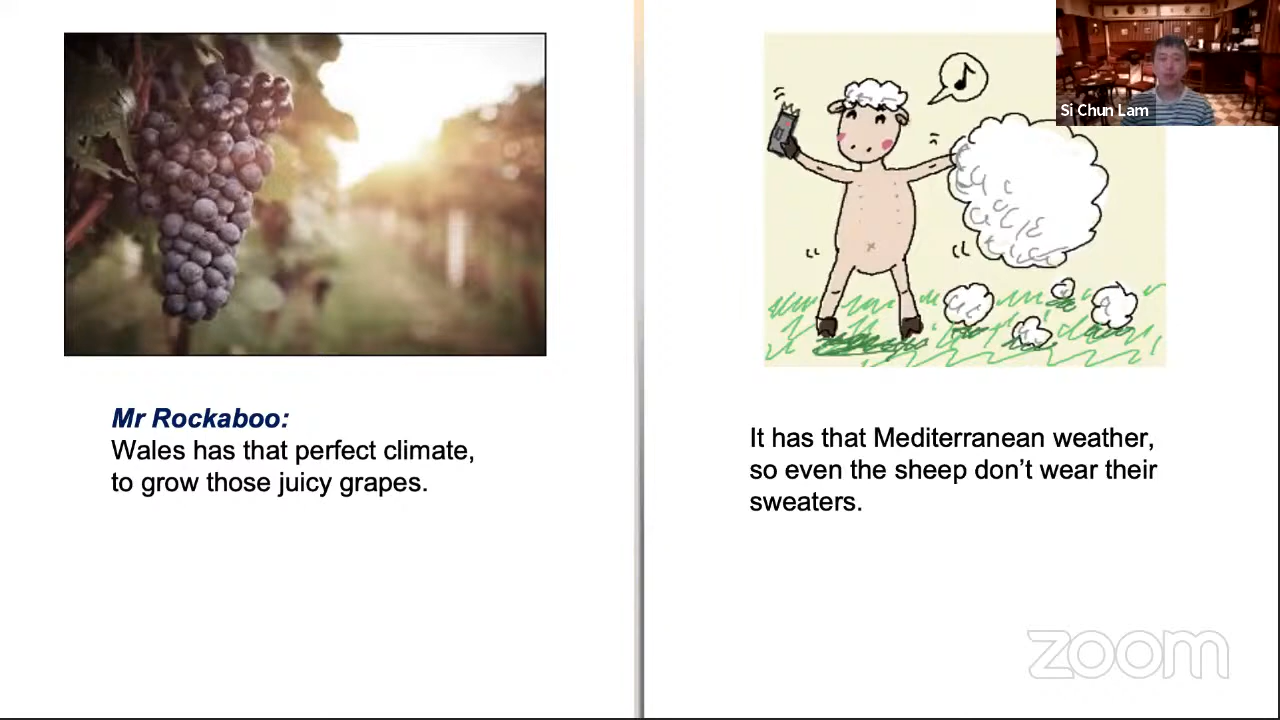 Si Chun Lam
Mr Rockaboo:
Wales has that perfect climate,
to grow those juicy grapes.
It has that Mediterranean weather,
so even the sheep don’t wear their
sweaters.
zoom